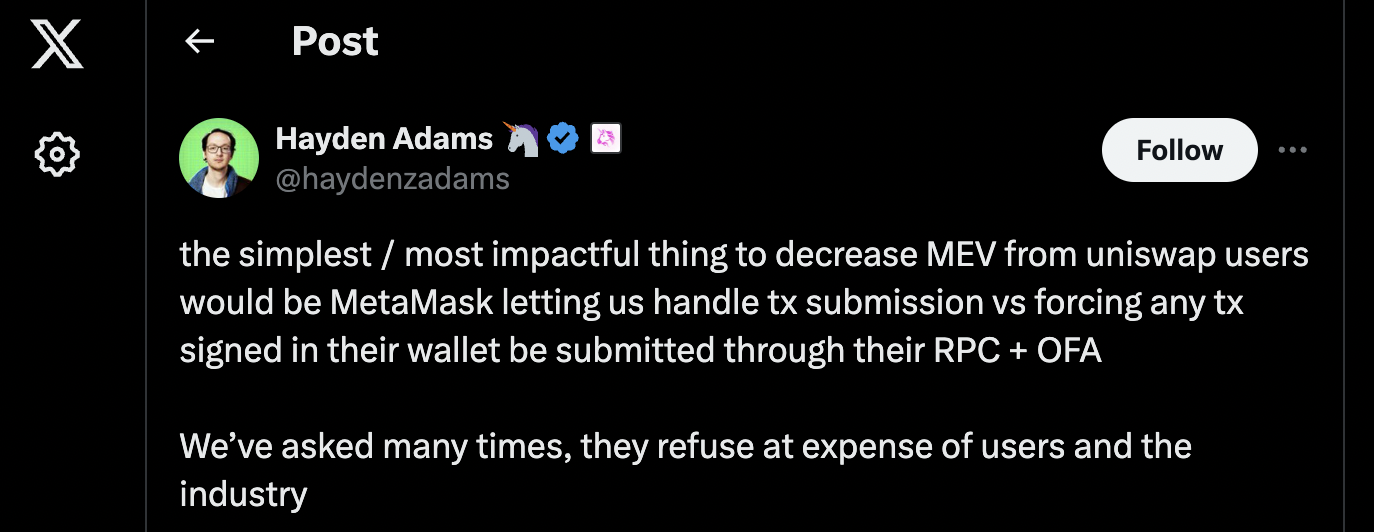 Post
Hayden Adams 🦄
@haydenzadams
Follow
the simplest / most impactful thing to decrease MEV from uniswap users
would be MetaMask letting us handle tx submission vs forcing any tx
signed in their wallet be submitted through their RPC + OFA
We’ve asked many times, they refuse at expense of users and the
industry